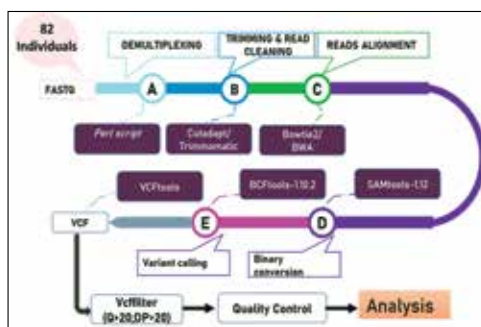 82
Individuals
DEMULTIPLEXING
TRIMMING & READ
CLEANING
READS ALIGNMENT
FASTQ
A
B
C
Perl script
Cutadapt/
Trimmomatic
Bowtie2/
BWA
VCFtools
BCFtools-1.10.2
SAMtools-1.12
VCF
E
D
Variant calling
Binary
conversion
Vcffilter
(Q>20;DP>20)
Quality Control
Analysis